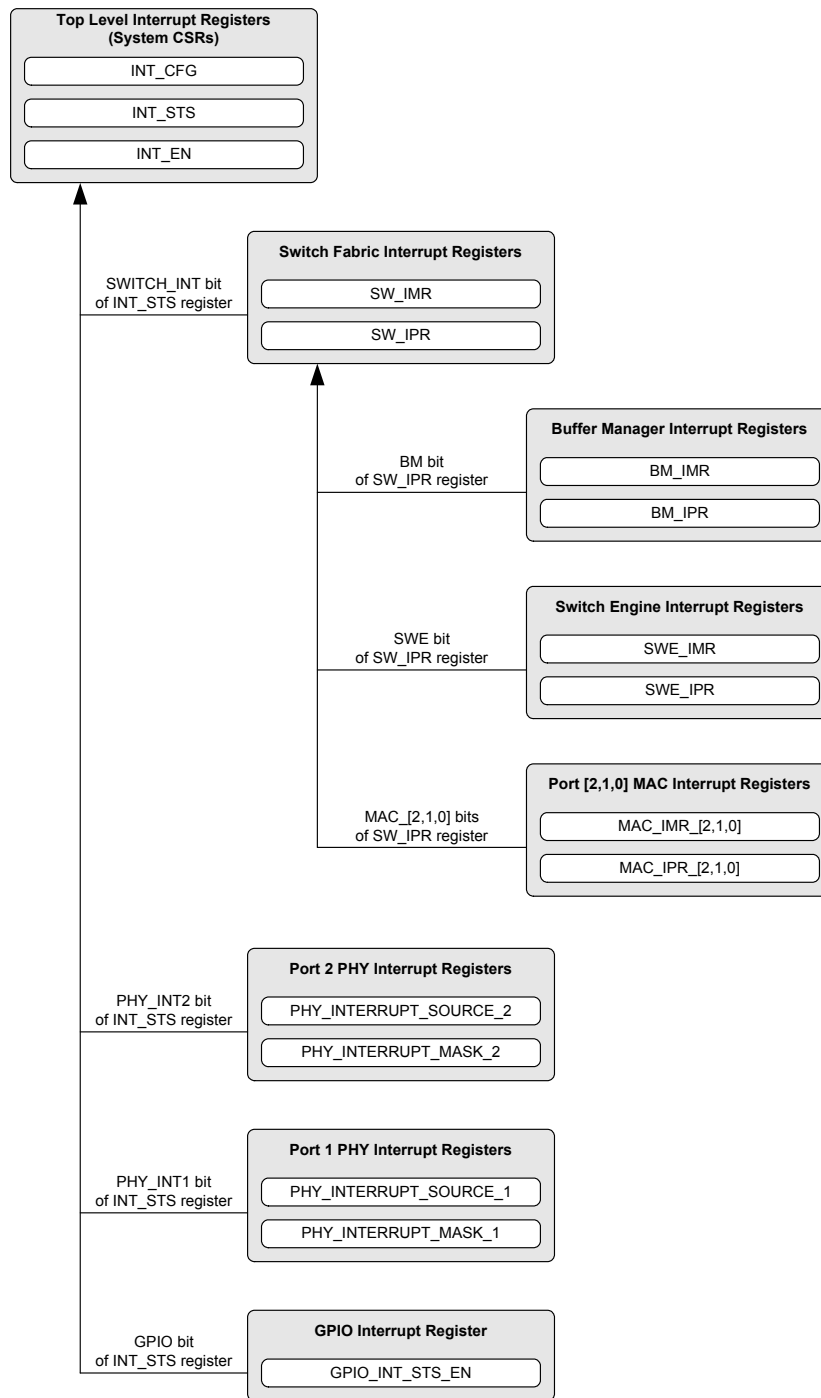 Top Level Interrupt Registers
(System CSRs)
INT_CFG
INT_STS
INT_EN
Switch Fabric Interrupt Registers
SWITCH_INT bit
of INT_STS register
SW_IMR
SW_IPR
Buffer Manager Interrupt Registers
BM bit
of SW_IPR register
BM_IMR
BM_IPR
Switch Engine Interrupt Registers
SWE bit
of SW_IPR register
SWE_IMR
SWE_IPR
Port [2,1,0] MAC Interrupt Registers
MAC_[2,1,0] bits
of SW_IPR register
MAC_IMR_[2,1,0]
MAC_IPR_[2,1,0]
Port 2 PHY Interrupt Registers
PHY_INT2 bit
of INT_STS register
PHY_INTERRUPT_SOURCE_2
PHY_INTERRUPT_MASK_2
Port 1 PHY Interrupt Registers
PHY_INT1 bit
of INT_STS register
PHY_INTERRUPT_SOURCE_1
PHY_INTERRUPT_MASK_1
GPIO Interrupt Register
GPIO bit
of INT_STS register
GPIO_INT_STS_EN